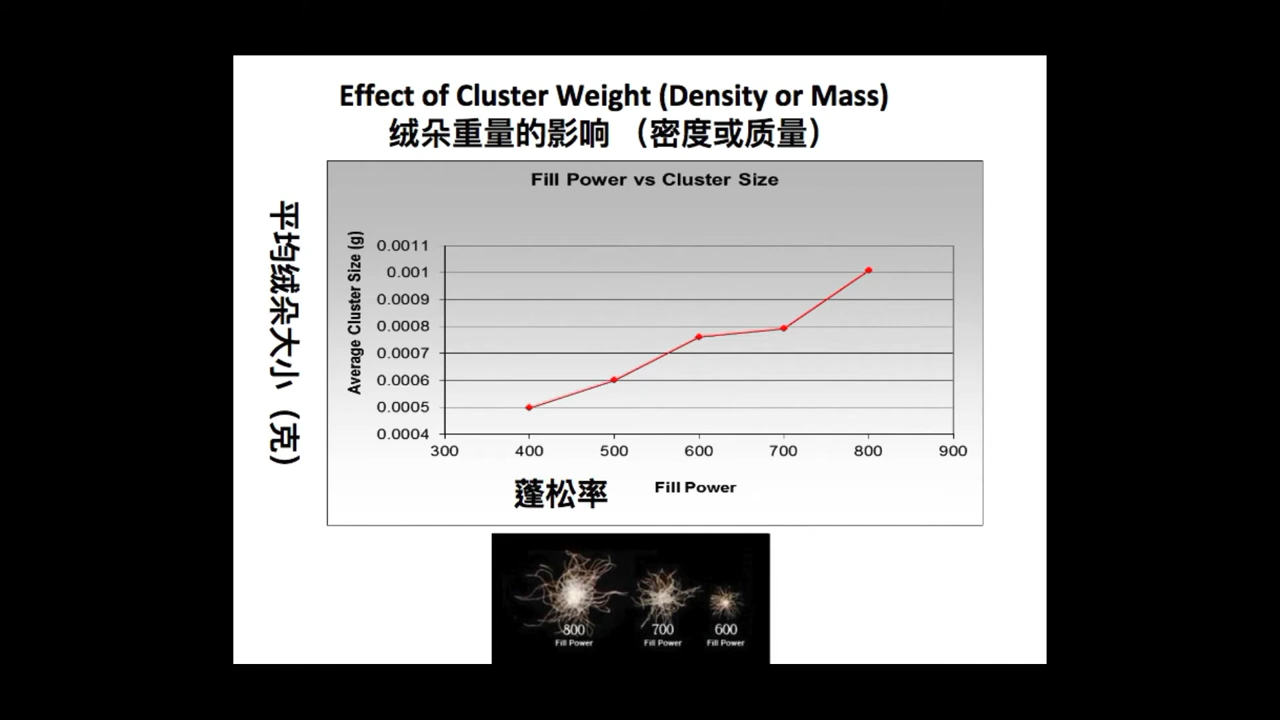 Effect of Cluster Weight (Density or Mass)
绒朵重量的影响 （密度或质量）
Fill Power vs Cluster Size
平均绒朵大小（克）
Average Cluster Size (g)
0.0011
0.001
0.0009
0.0008
0.0007
0.0006
0.0005
0.0004
300 400 500 600 700 800 900
蓬松率 Fill Power
800 700 600
Fill Power Fill Power Fill Power